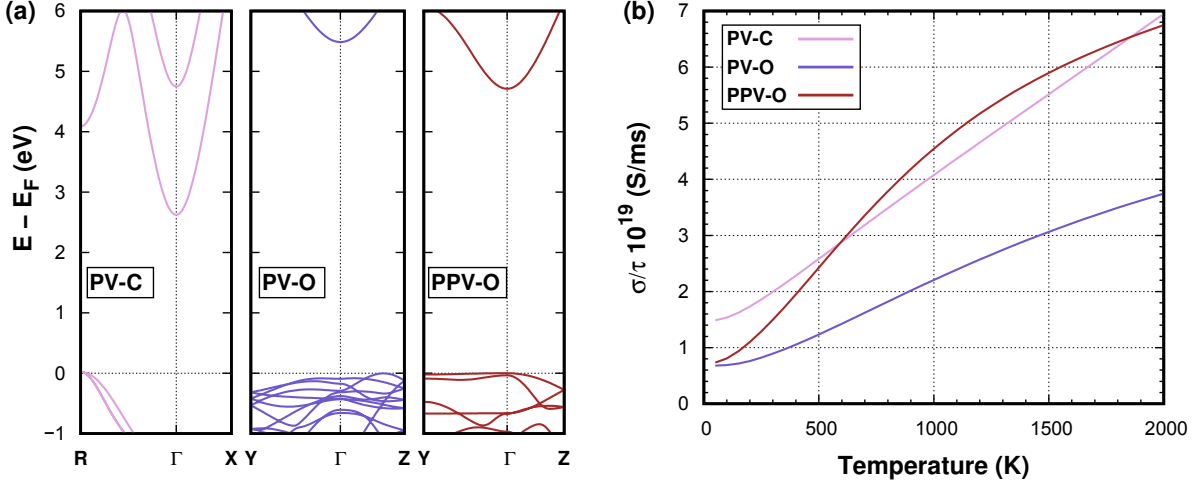 (a)
E − E_F (eV)
6
5
4
3
2
1
0
−1
PV-C
PV-O
PPV-O
R Γ X Y Γ Z Y Γ Z
(b)
σ/τ 10^19 (S/ms)
7
6
5
4
3
2
1
0
PV-C
PV-O
PPV-O
0 500 1000 1500 2000
Temperature (K)